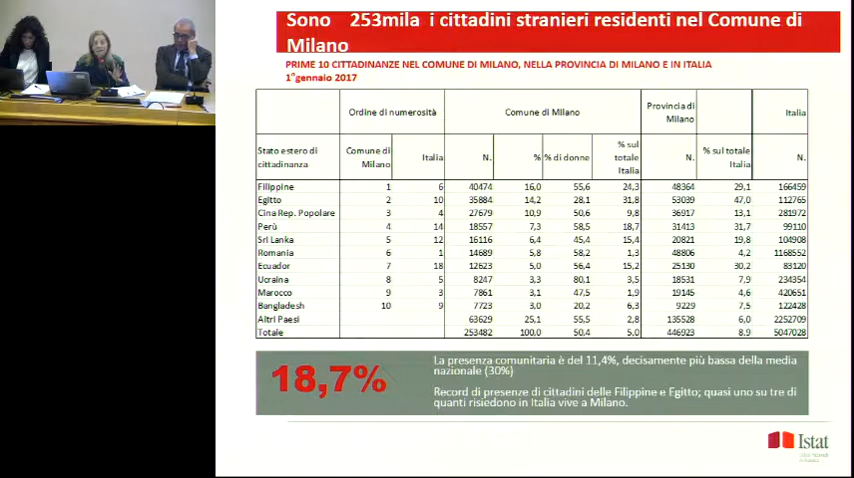 Sono 253mila i cittadini stranieri residenti nel Comune di
Milano
PRIME 10 CITTADINANZE NEL COMUNE DI MILANO, NELLA PROVINCIA DI MILANO E IN ITALIA
1°gennaio 2017
Ordine di numerosità Comune di Milano Provincia di Milano Italia
Stato estero di cittadinanza Comune di Milano Italia N. % % di donne % sul totale Italia N. % sul totale Italia N.
Filippine 1 6 40474 16,0 55,6 24,3 48364 29,1 166459
Egitto 2 10 35884 14,2 28,1 31,8 53039 47,0 112765
Cina Rep. Popolare 3 4 27679 10,9 50,6 9,8 36917 13,1 281972
Perù 4 14 18557 7,3 58,5 18,7 31413 31,7 99110
Sri Lanka 5 12 16116 6,4 45,4 15,4 20821 19,8 104908
Romania 6 1 14689 5,8 58,2 1,3 48806 4,2 1168552
Ecuador 7 18 12623 5,0 56,4 15,2 25130 30,2 83120
Ucraina 8 5 8247 3,3 80,1 3,5 18531 7,9 234354
Marocco 9 3 7861 3,1 47,5 1,9 19145 4,6 420651
Bangladesh 10 9 7723 3,0 20,2 6,3 9229 7,5 122428
Altri Paesi 63629 25,1 55,5 2,8 135528 6,0 2252709
Totale 253482 100,0 50,4 5,0 446923 8,9 5047028
18,7%
La presenza comunitaria è del 11,4%, decisamente più bassa della media
nazionale (30%)
Record di presenze di cittadini delle Filippine e Egitto; quasi uno su tre di
quanti risiedono in Italia vive a Milano.
Istat